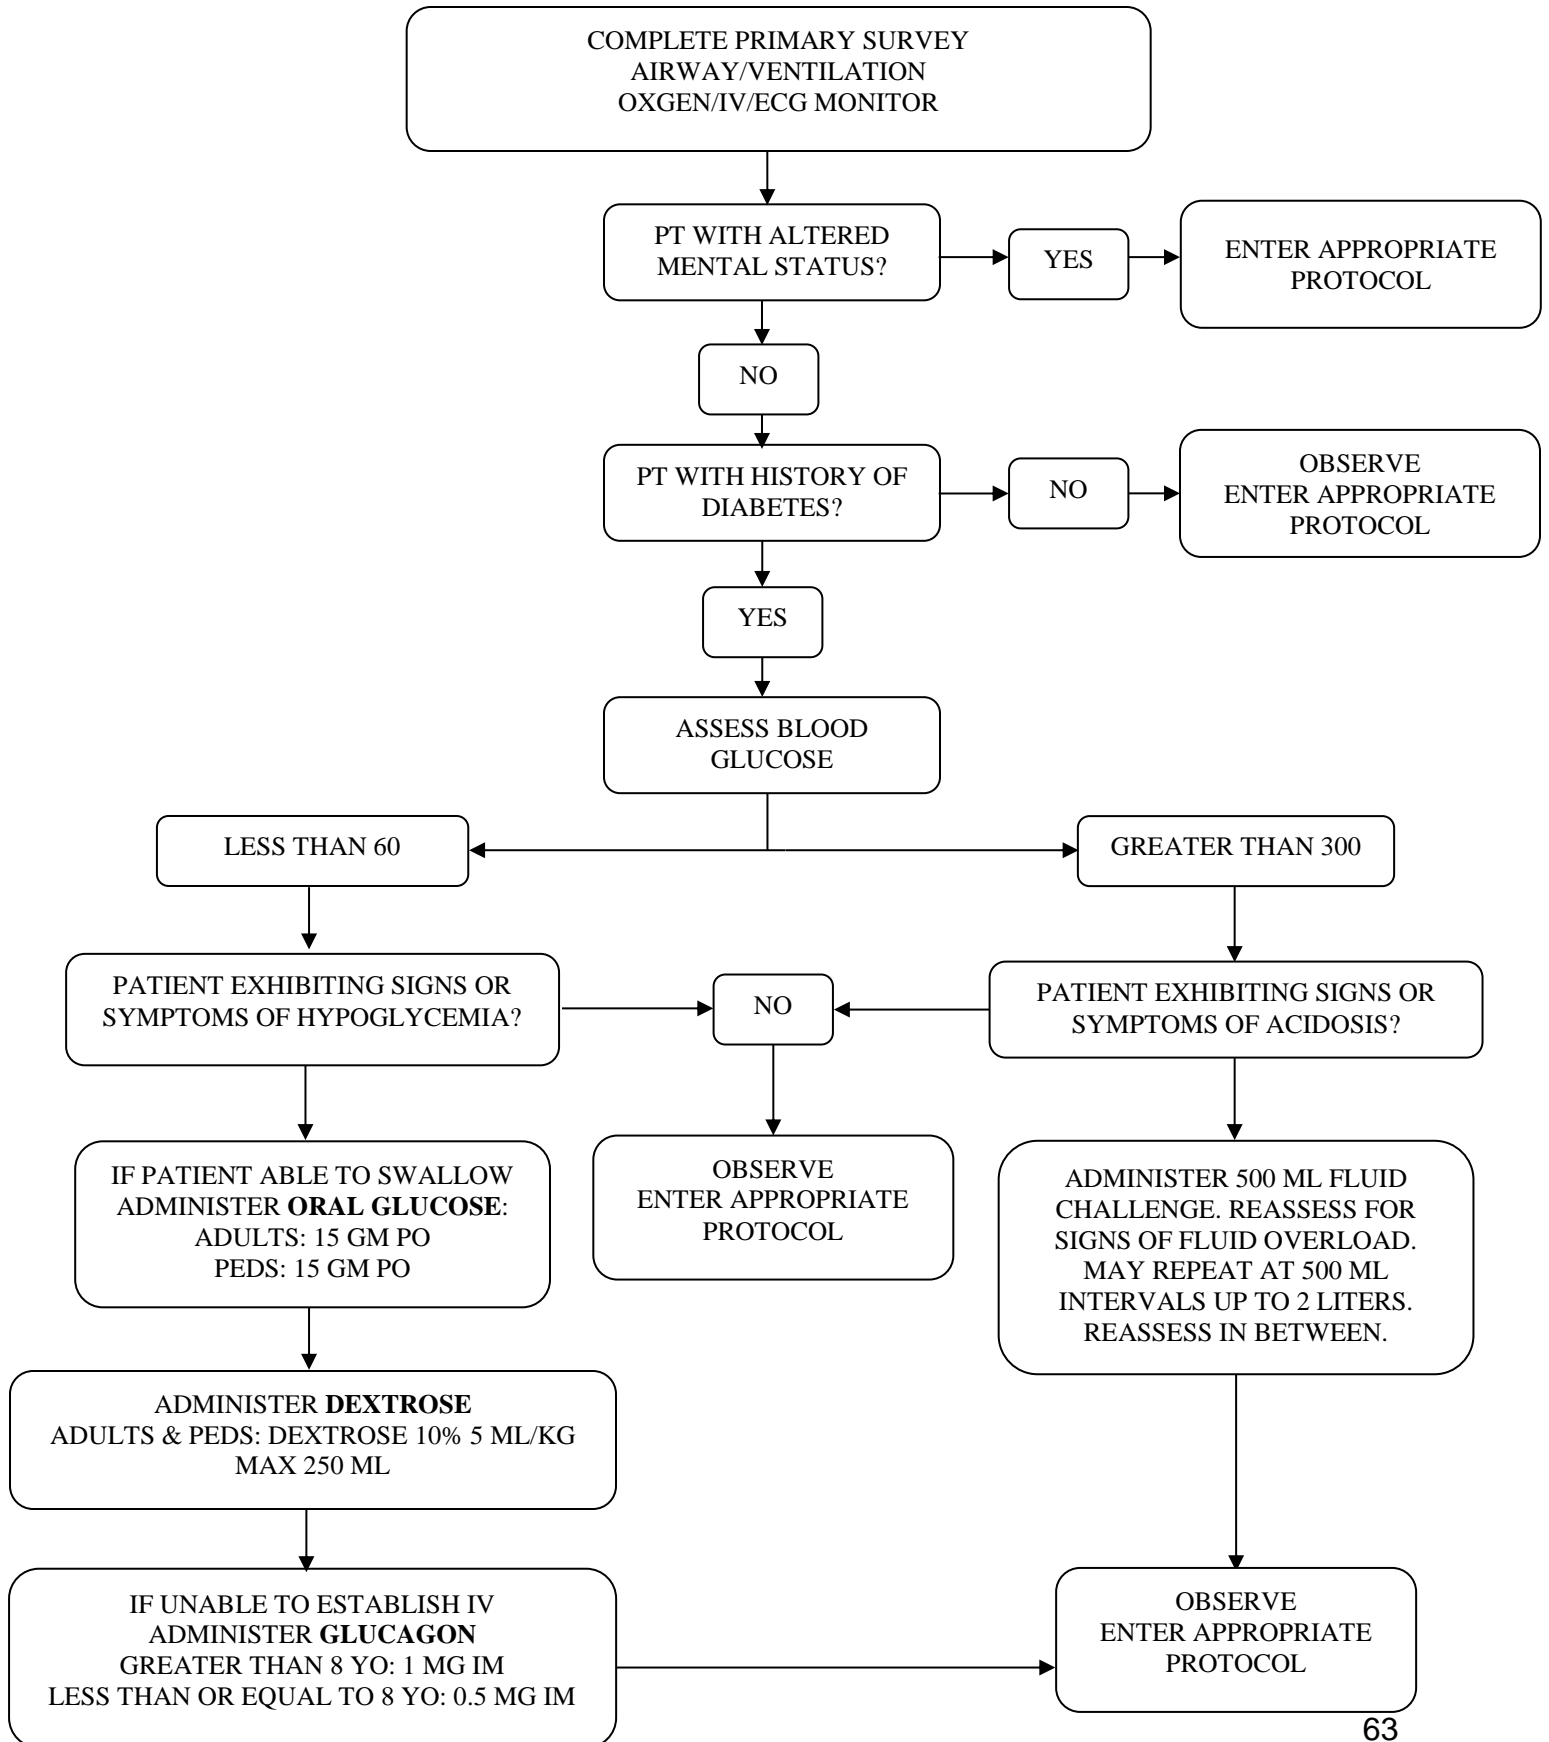 COMPLETE PRIMARY SURVEY
AIRWAY/VENTILATION
OXGEN/IV/ECG MONITOR
PT WITH ALTERED
MENTAL STATUS?
YES
ENTER APPROPRIATE
PROTOCOL
NO
PT WITH HISTORY OF
DIABETES?
NO
OBSERVE
ENTER APPROPRIATE
PROTOCOL
YES
ASSESS BLOOD
GLUCOSE
LESS THAN 60
GREATER THAN 300
PATIENT EXHIBITING SIGNS OR
SYMPTOMS OF HYPOGLYCEMIA?
NO
PATIENT EXHIBITING SIGNS OR
SYMPTOMS OF ACIDOSIS?
IF PATIENT ABLE TO SWALLOW
ADMINISTER ORAL GLUCOSE:
ADULTS: 15 GM PO
PEDS: 15 GM PO
OBSERVE
ENTER APPROPRIATE
PROTOCOL
ADMINISTER 500 ML FLUID
CHALLENGE. REASSESS FOR
SIGNS OF FLUID OVERLOAD.
MAY REPEAT AT 500 ML
INTERVALS UP TO 2 LITERS.
REASSESS IN BETWEEN.
ADMINISTER DEXTROSE
ADULTS & PEDS: DEXTROSE 10% 5 ML/KG
MAX 250 ML
IF UNABLE TO ESTABLISH IV
ADMINISTER GLUCAGON
GREATER THAN 8 YO: 1 MG IM
LESS THAN OR EQUAL TO 8 YO: 0.5 MG IM
OBSERVE
ENTER APPROPRIATE
PROTOCOL
63